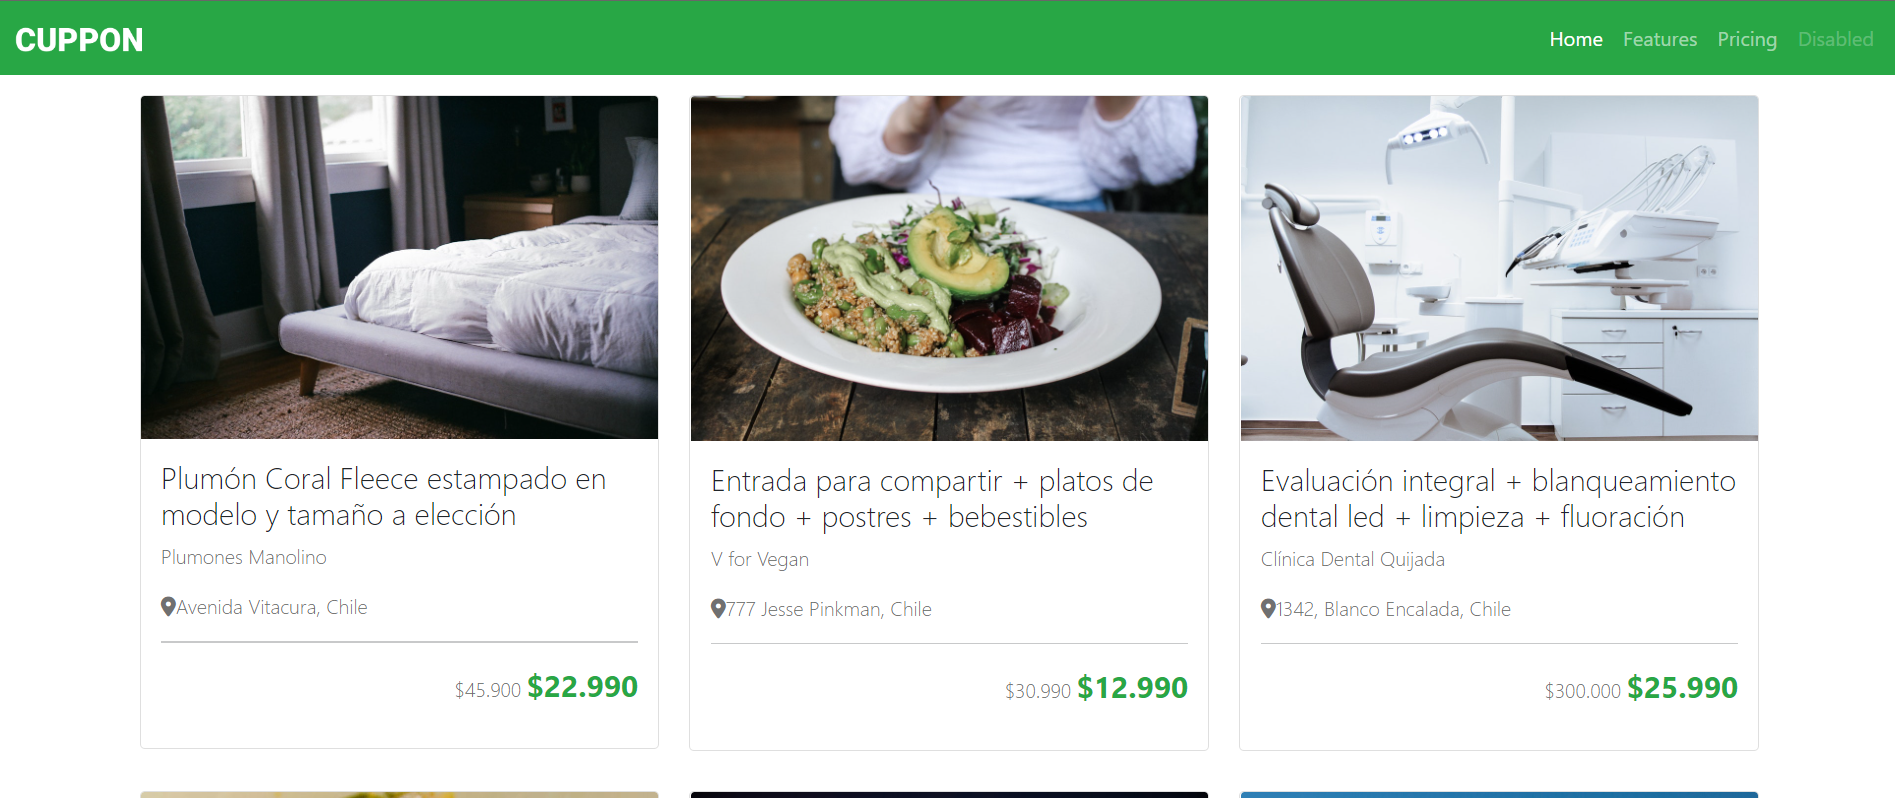 CUPPON
Home Features Pricing Disabled
Plumón Coral Fleece estampado en
modelo y tamaño a elección
Plumones Manolino
Avenida Vitacura, Chile
$45.900 $22.990
Entrada para compartir + platos de
fondo + postres + bebestibles
V for Vegan
777 Jesse Pinkman, Chile
$30.990 $12.990
Evaluación integral + blanqueamiento
dental led + limpieza + fluoración
Clínica Dental Quijada
1342, Blanco Encalada, Chile
$300.000 $25.990